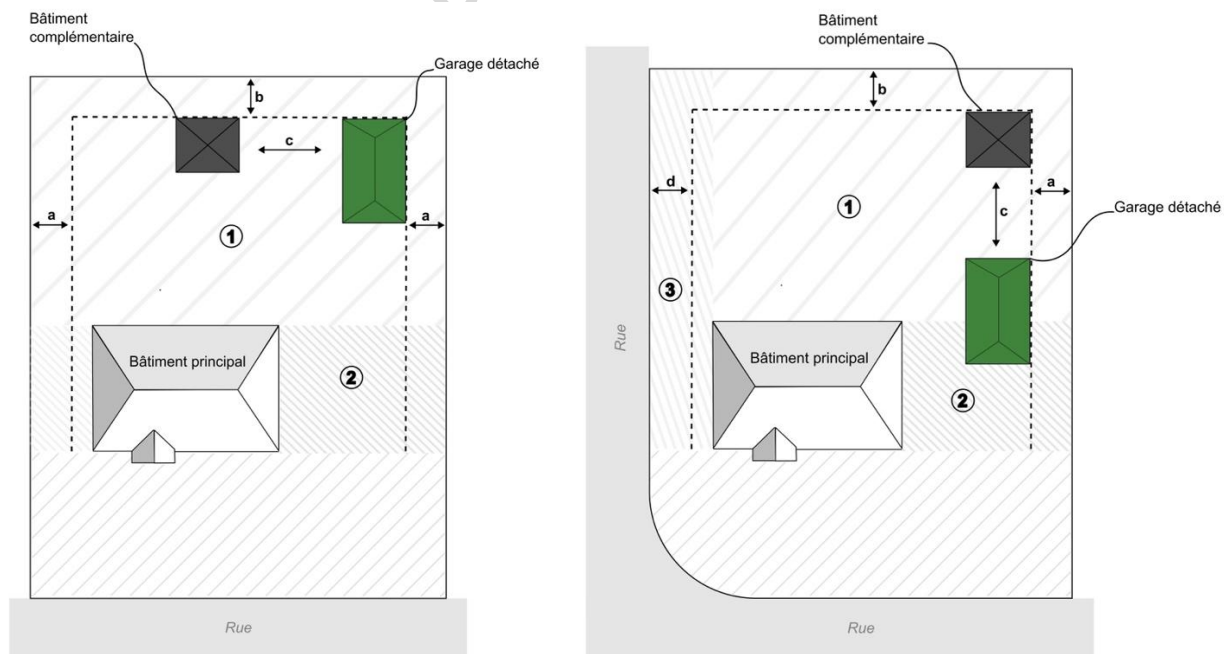 Bâtiment
complémentaire
Garage détaché
b
c
a
a
1
2
Bâtiment principal
Rue
Bâtiment
complémentaire
b
d
a
1
c
Garage détaché
3
Rue
Bâtiment principal
2
Rue